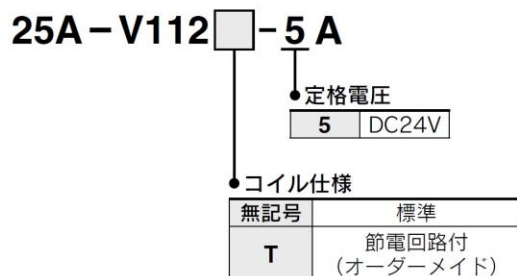 25A-V112□-5A
定格電圧
5 DC24V
コイル仕様
無記号 標準
T 節電回路付
(オーダーメイド)